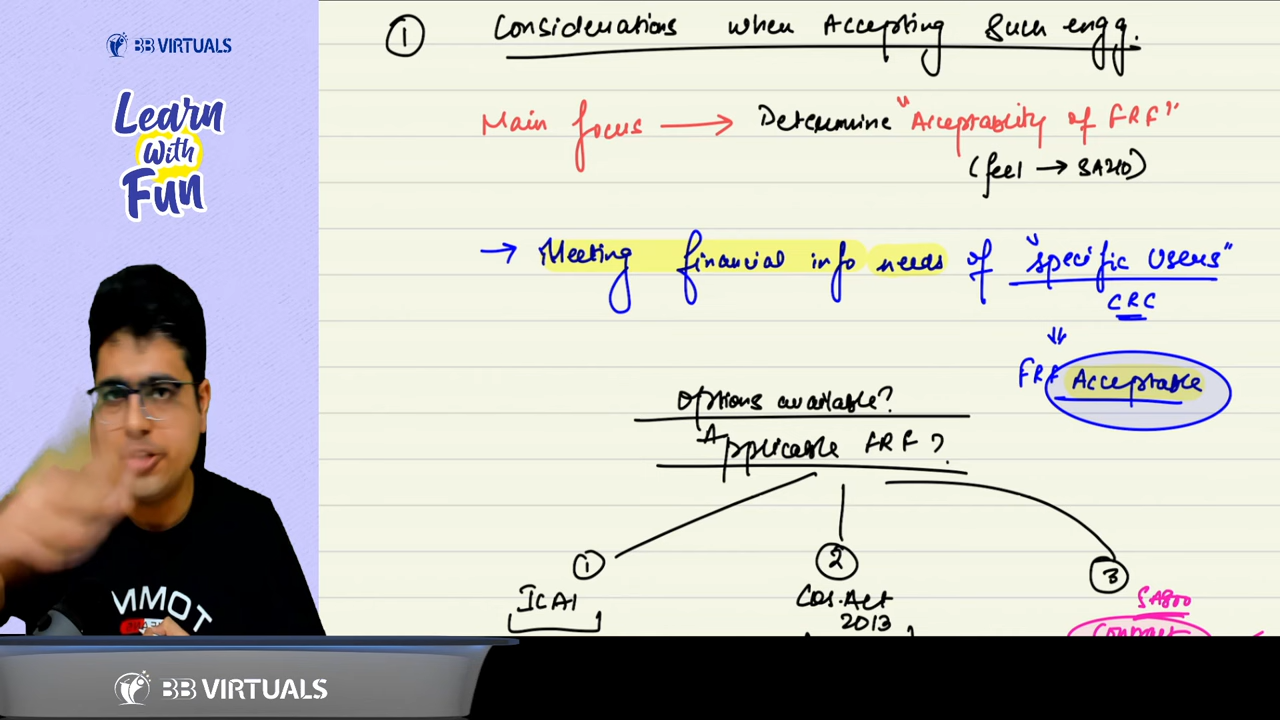 BB VIRTUALS
Learn
With
Fun
① Considerations when Accepting Such engg.
Main focus → Determine "Acceptability of FRF"
(feel → SA210)
→ Meeting financial info needs of "specific Users"
CRC
FRF Acceptable
Options available?
Applicable FRF?
① ② ③
ICAI Cos. Act
2013
SA800
Contract
TOMMY
BB VIRTUALS